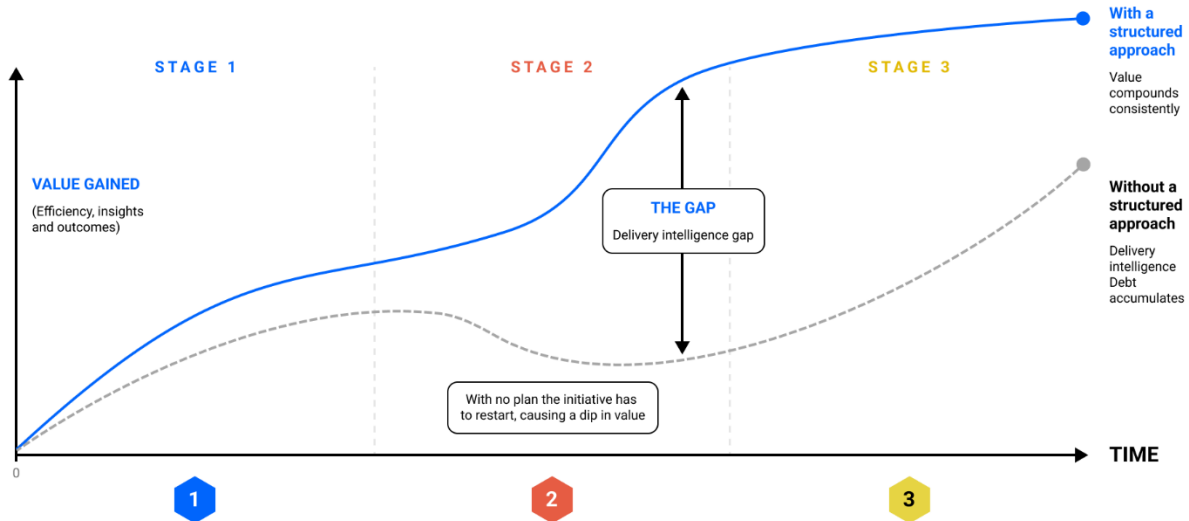 STAGE 1
STAGE 2
STAGE 3
With a
structured
approach
Value
compounds
consistently
VALUE GAINED
(Efficiency, insights
and outcomes)
THE GAP
Delivery intelligence gap
Without a
structured
approach
Delivery
intelligence
Debt
accumulates
With no plan the initiative has
to restart, causing a dip in value
TIME
0
1
2
3